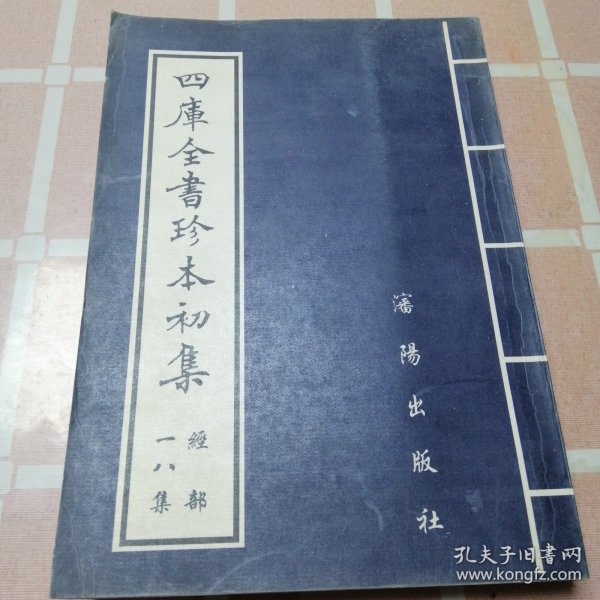 四庫全書珍本初集
經部
一八集
瀋陽出版社
孔夫子旧书网
www.kongfz.com